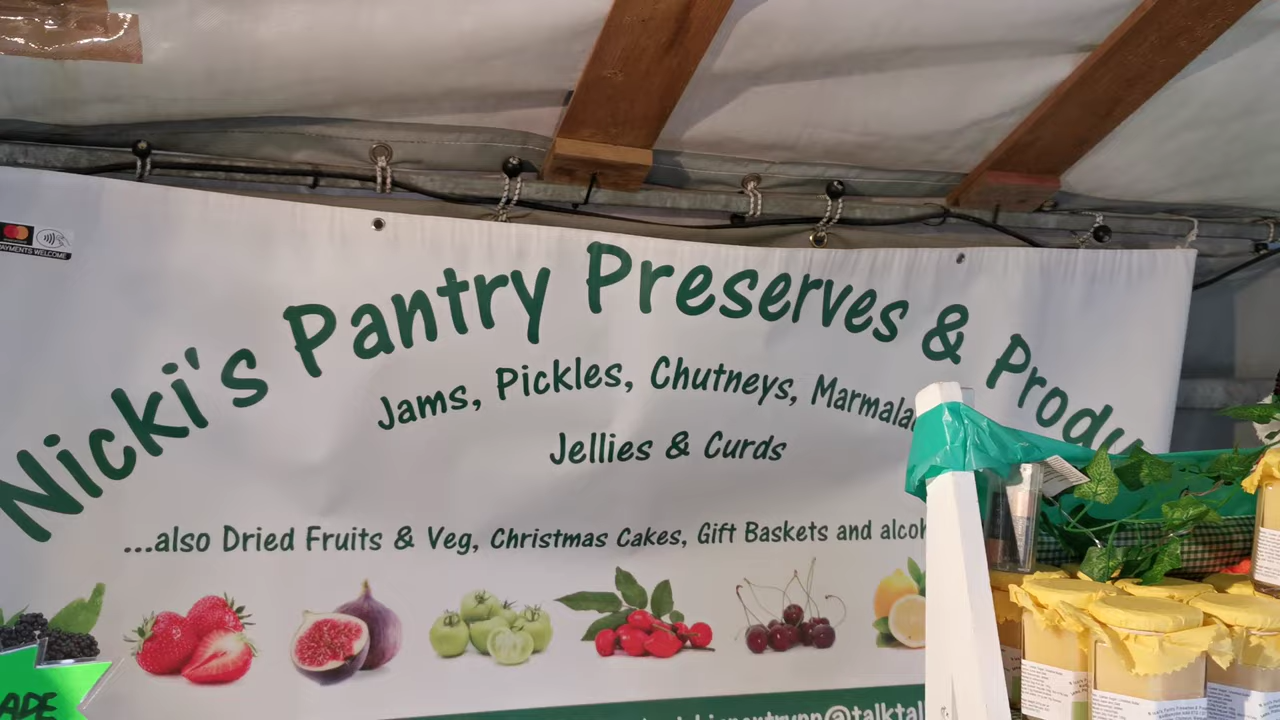 PAYMENTS WELCOME
Nicki's Pantry Preserves & Produ
Jams, Pickles, Chutneys, Marmala
Jellies & Curds
...also Dried Fruits & Veg, Christmas Cakes, Gift Baskets and alcoh
@talktal
ADE